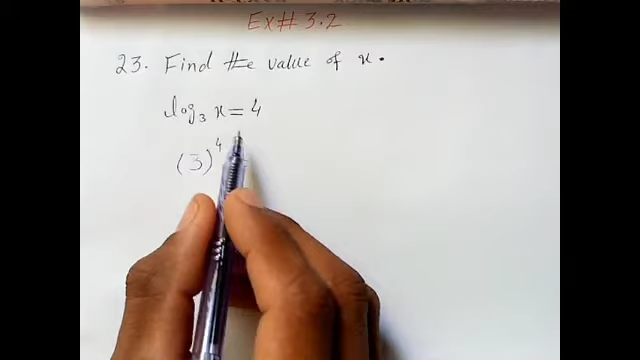 Ex# 3.2
23. Find the value of x.
log₃ x = 4
(3)⁴